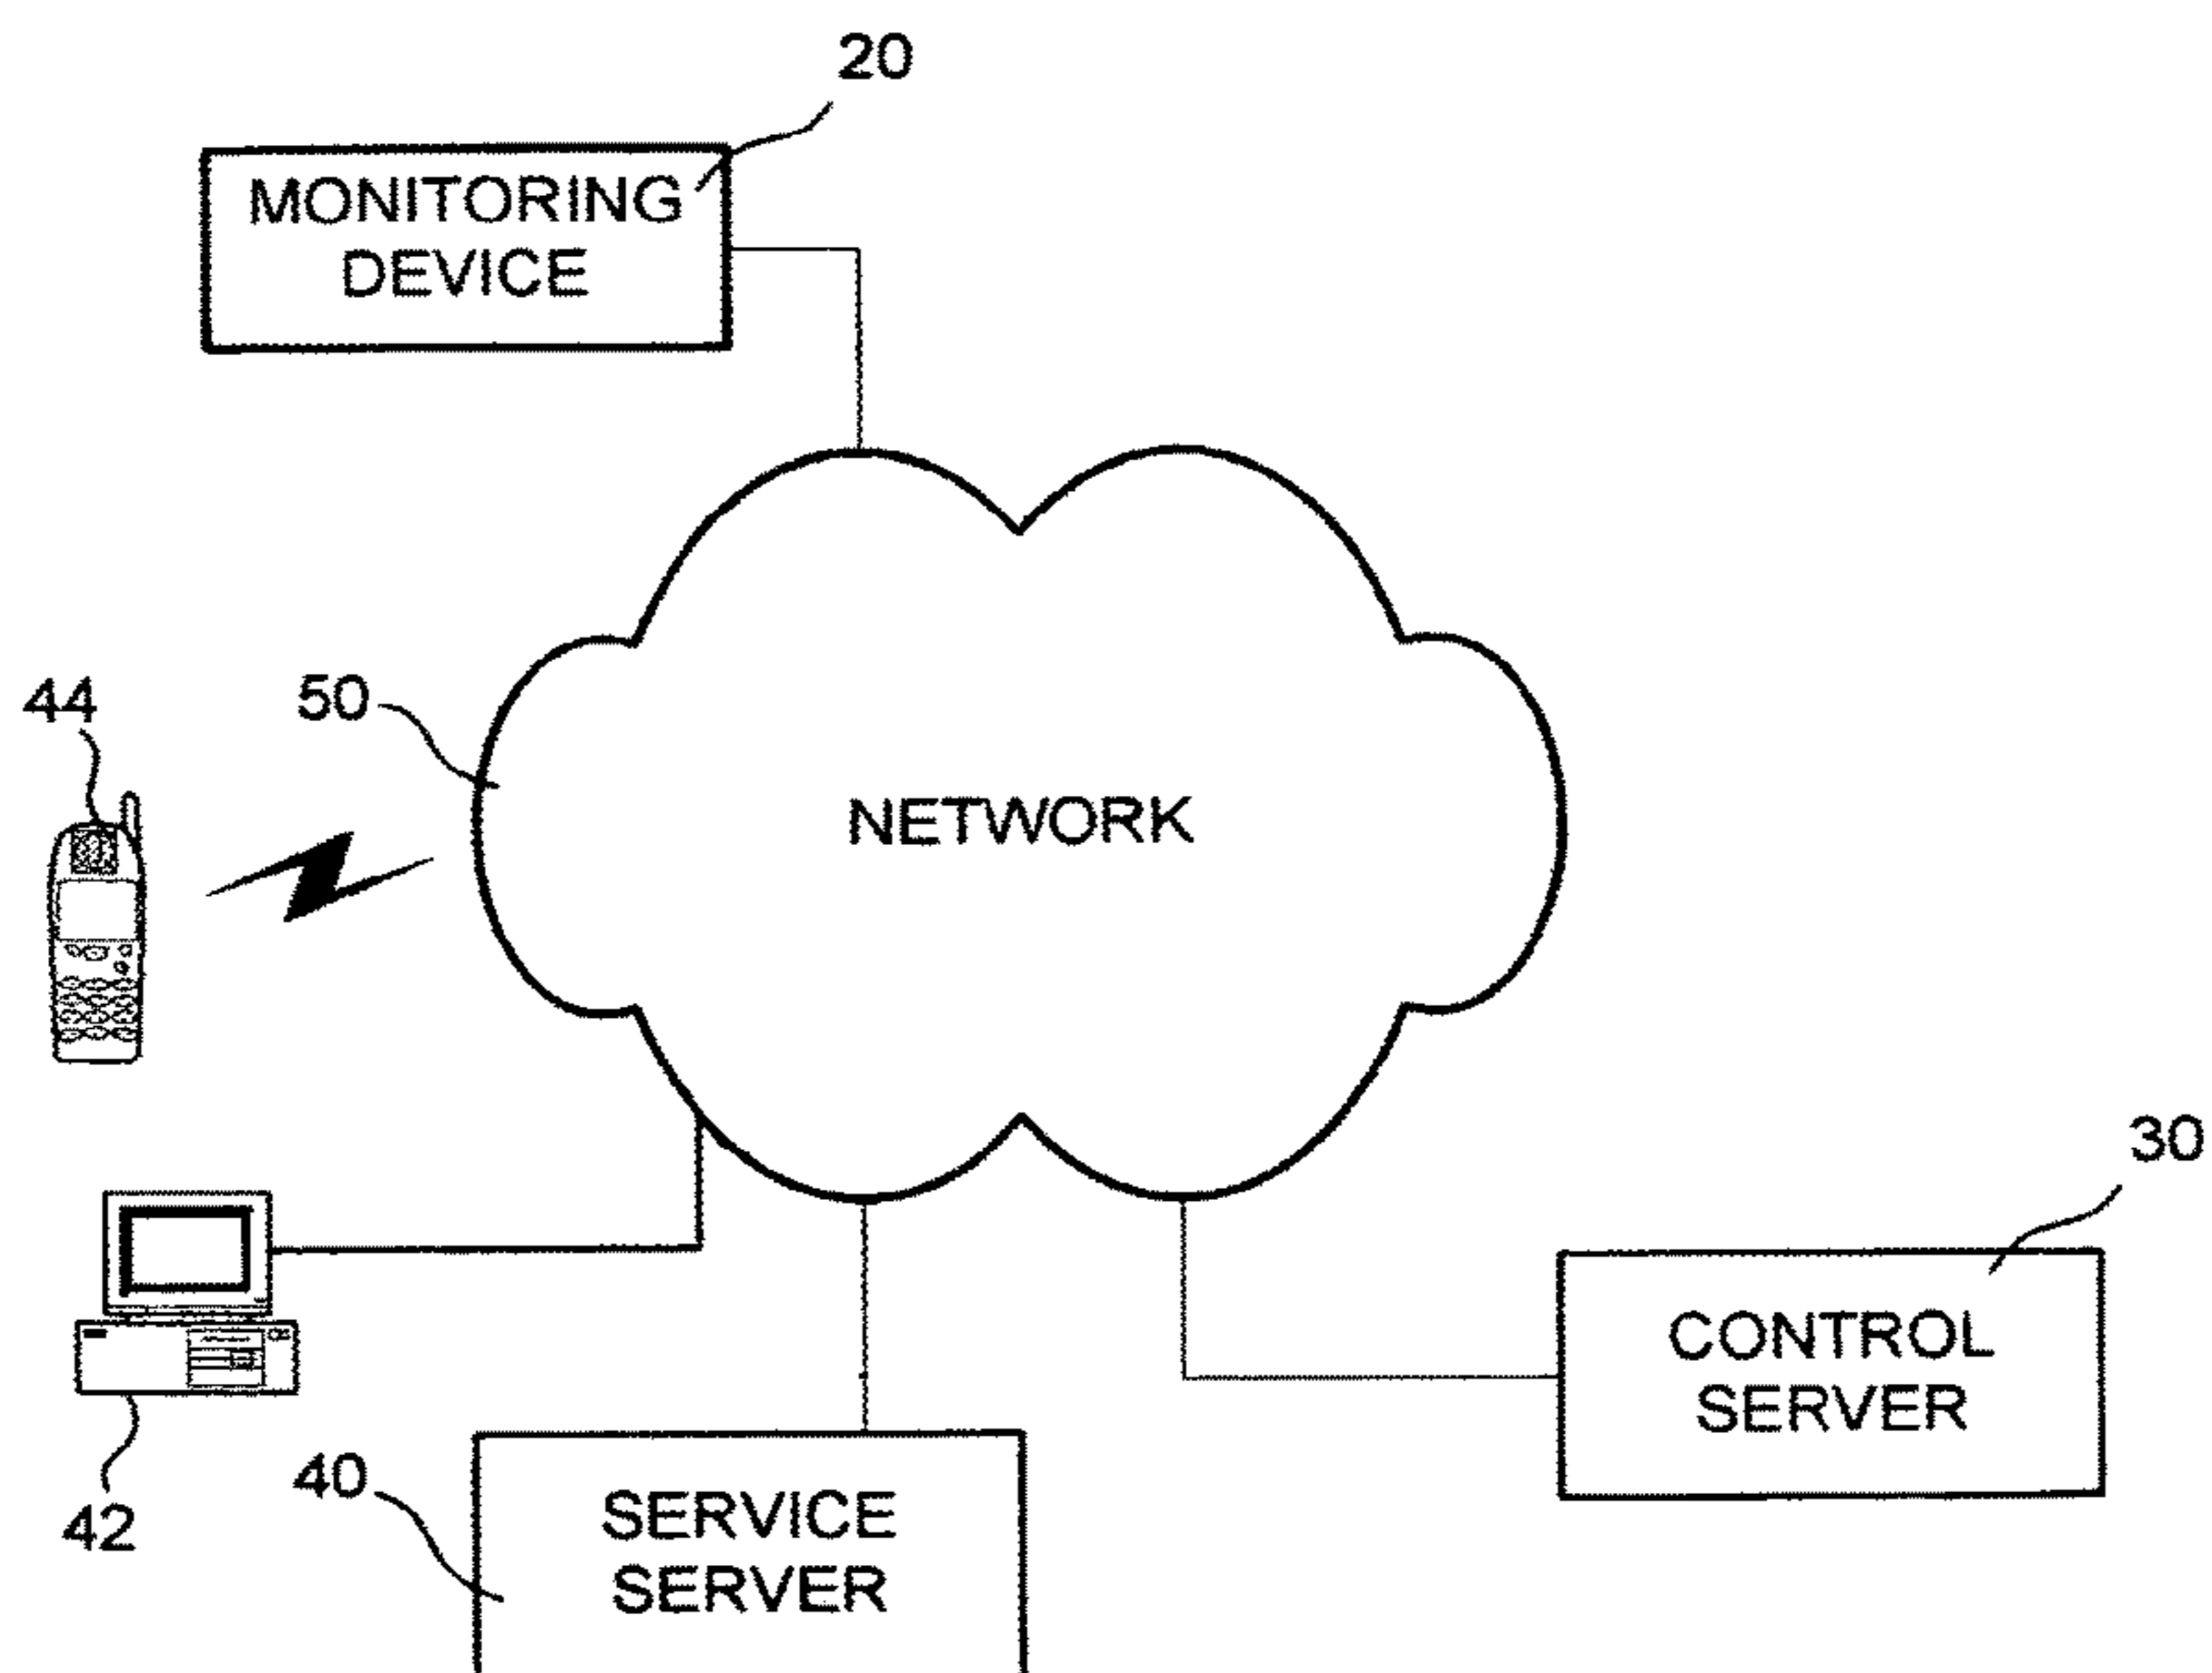 20
MONITORING
DEVICE
44
50
NETWORK
30
CONTROL
SERVER
40
SERVICE
SERVER
42